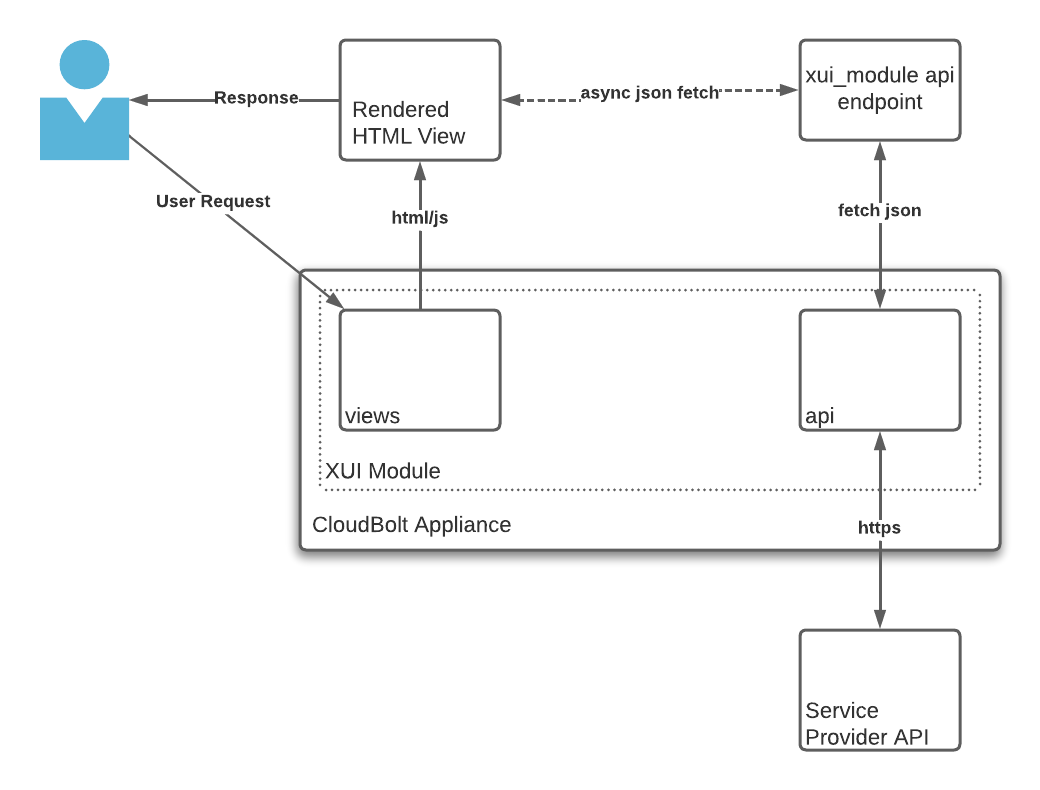 Response
Rendered
HTML View
async json fetch
xui_module api
endpoint
User Request
html/js
fetch json
views
api
XUI Module
CloudBolt Appliance
https
Service
Provider API